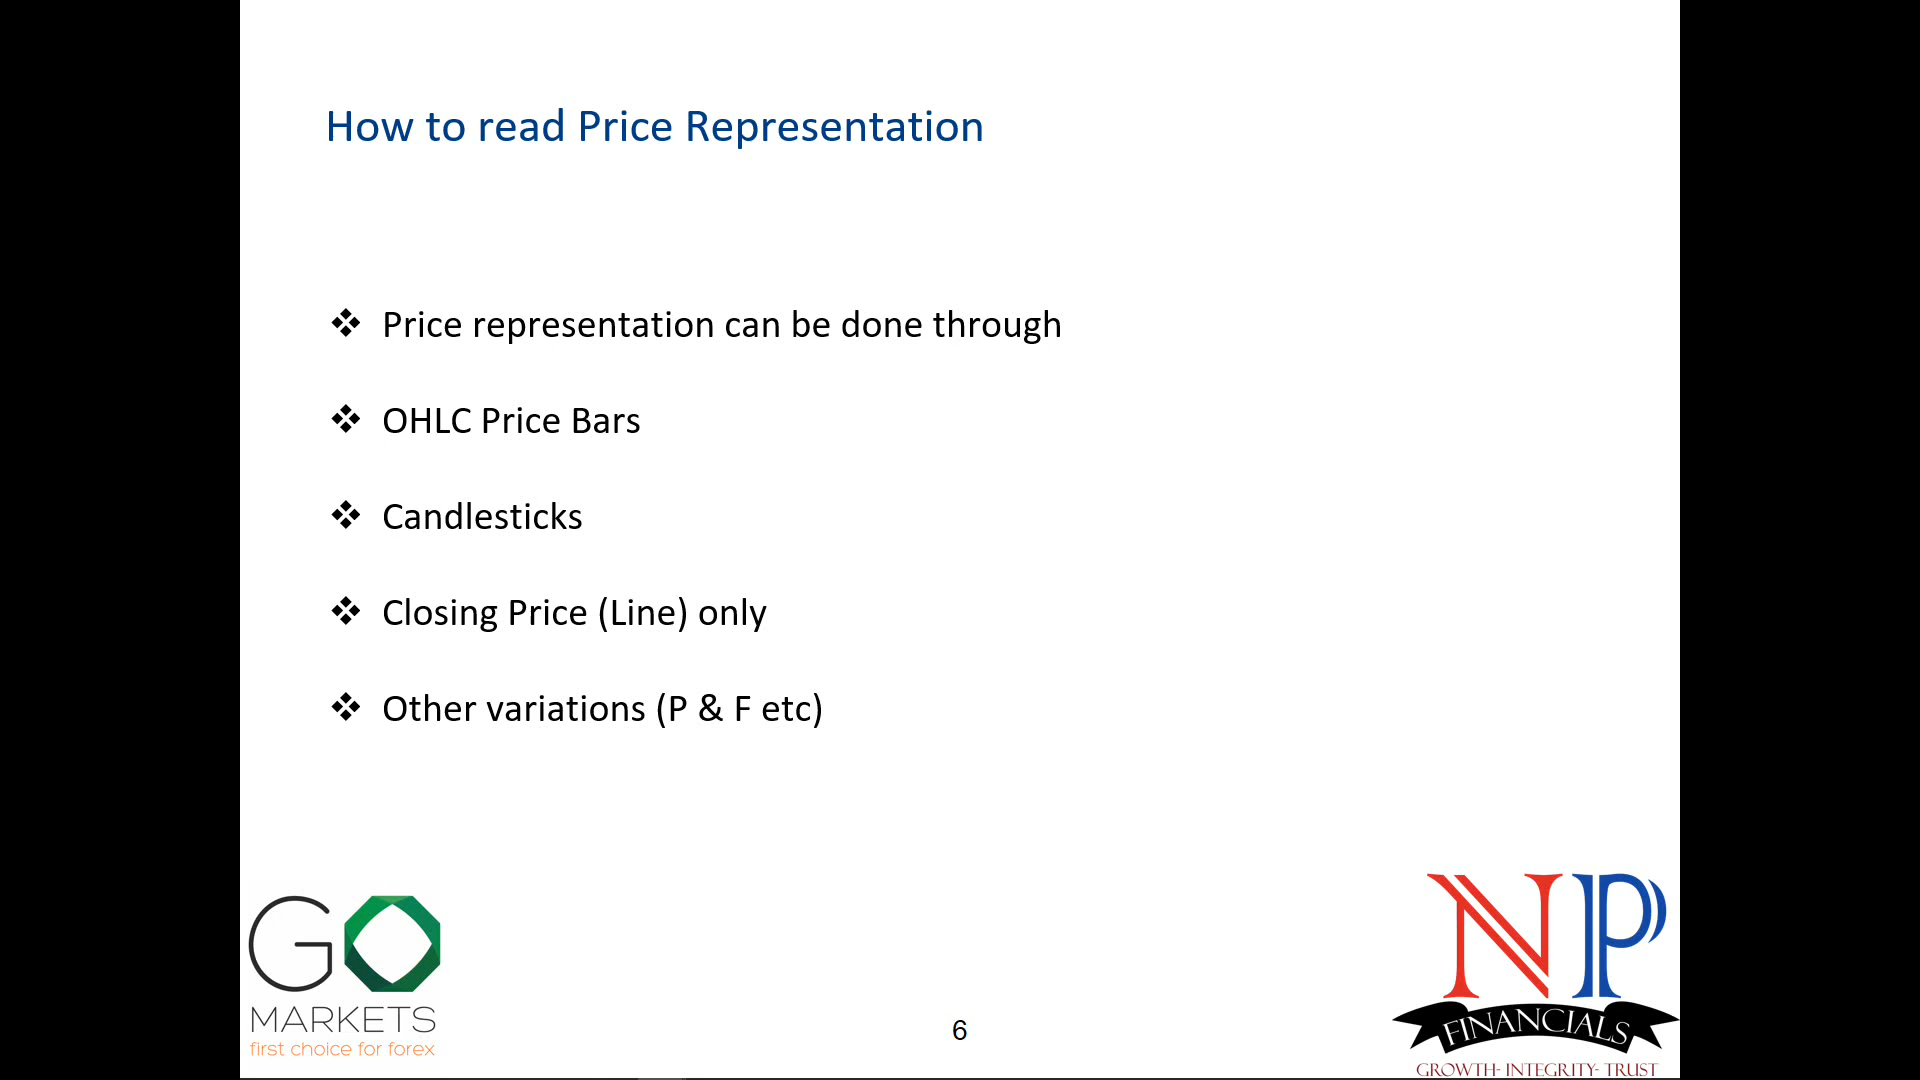 How to read Price Representation
❖ Price representation can be done through
❖ OHLC Price Bars
❖ Candlesticks
❖ Closing Price (Line) only
❖ Other variations (P & F etc)
GO
MARKETS
first choice for forex
6
NP
FINANCIALS
GROWTH- INTEGRITY- TRUST